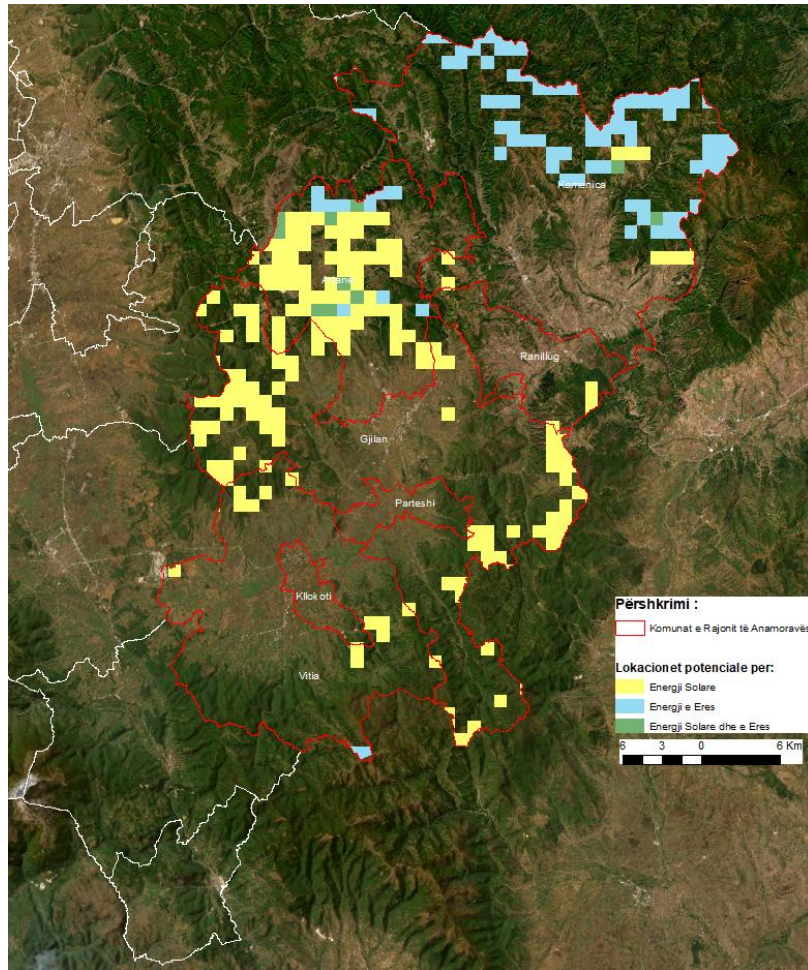 Kamenica
Artane
Ranillug
Gjilan
Parteshi
Kllokoti
Vitia
Përshkrimi :
Komunat e Rajonit të Anamoravës
Lokacionet potenciale per:
Energji Solare
Energji e Eres
Energji Solare dhe e Eres
6 3 0 6 Km